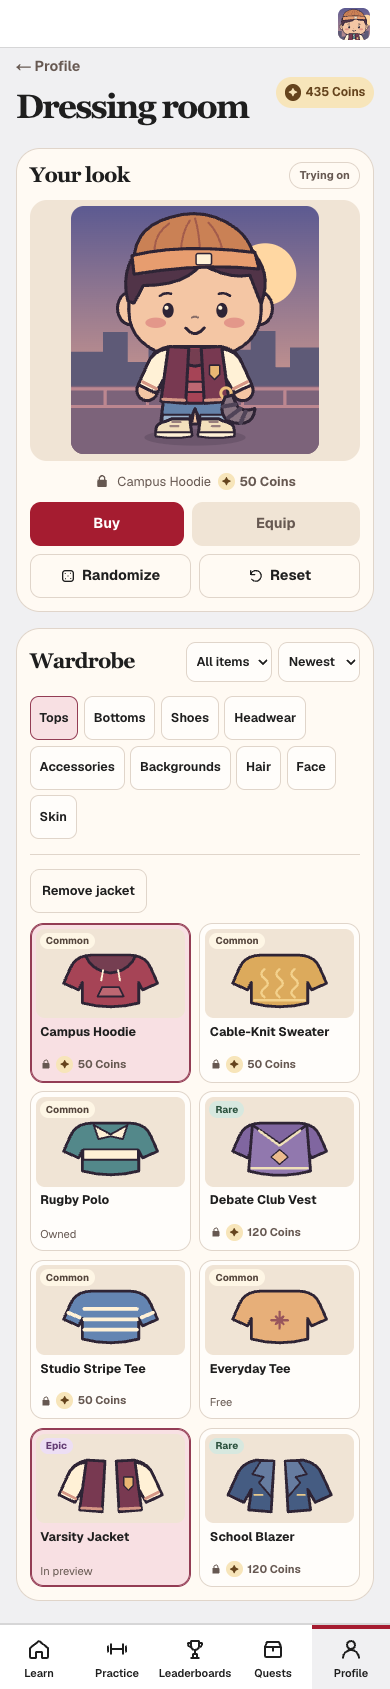 ← Profile
Dressing room
435 Coins
Your look
Trying on
Campus Hoodie 50 Coins
Buy
Equip
Randomize
Reset
Wardrobe
All items
Newest
Tops
Bottoms
Shoes
Headwear
Accessories
Backgrounds
Hair
Face
Skin
Remove jacket
Common
Campus Hoodie
50 Coins
Common
Cable-Knit Sweater
50 Coins
Common
Rugby Polo
Owned
Rare
Debate Club Vest
120 Coins
Common
Studio Stripe Tee
50 Coins
Common
Everyday Tee
Free
Epic
Varsity Jacket
In preview
Rare
School Blazer
120 Coins
Learn
Practice
Leaderboards
Quests
Profile